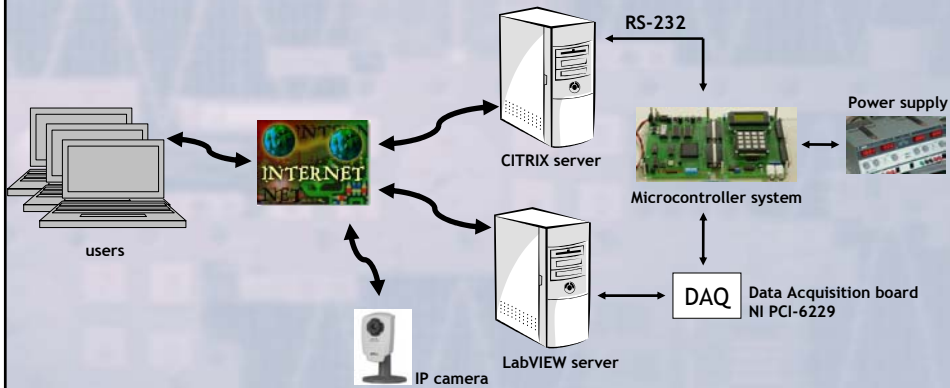 RS-232
Power supply
CITRIX server
INTERNET
Microcontroller system
users
DAQ
Data Acquisition board
NI PCI-6229
LabVIEW server
IP camera